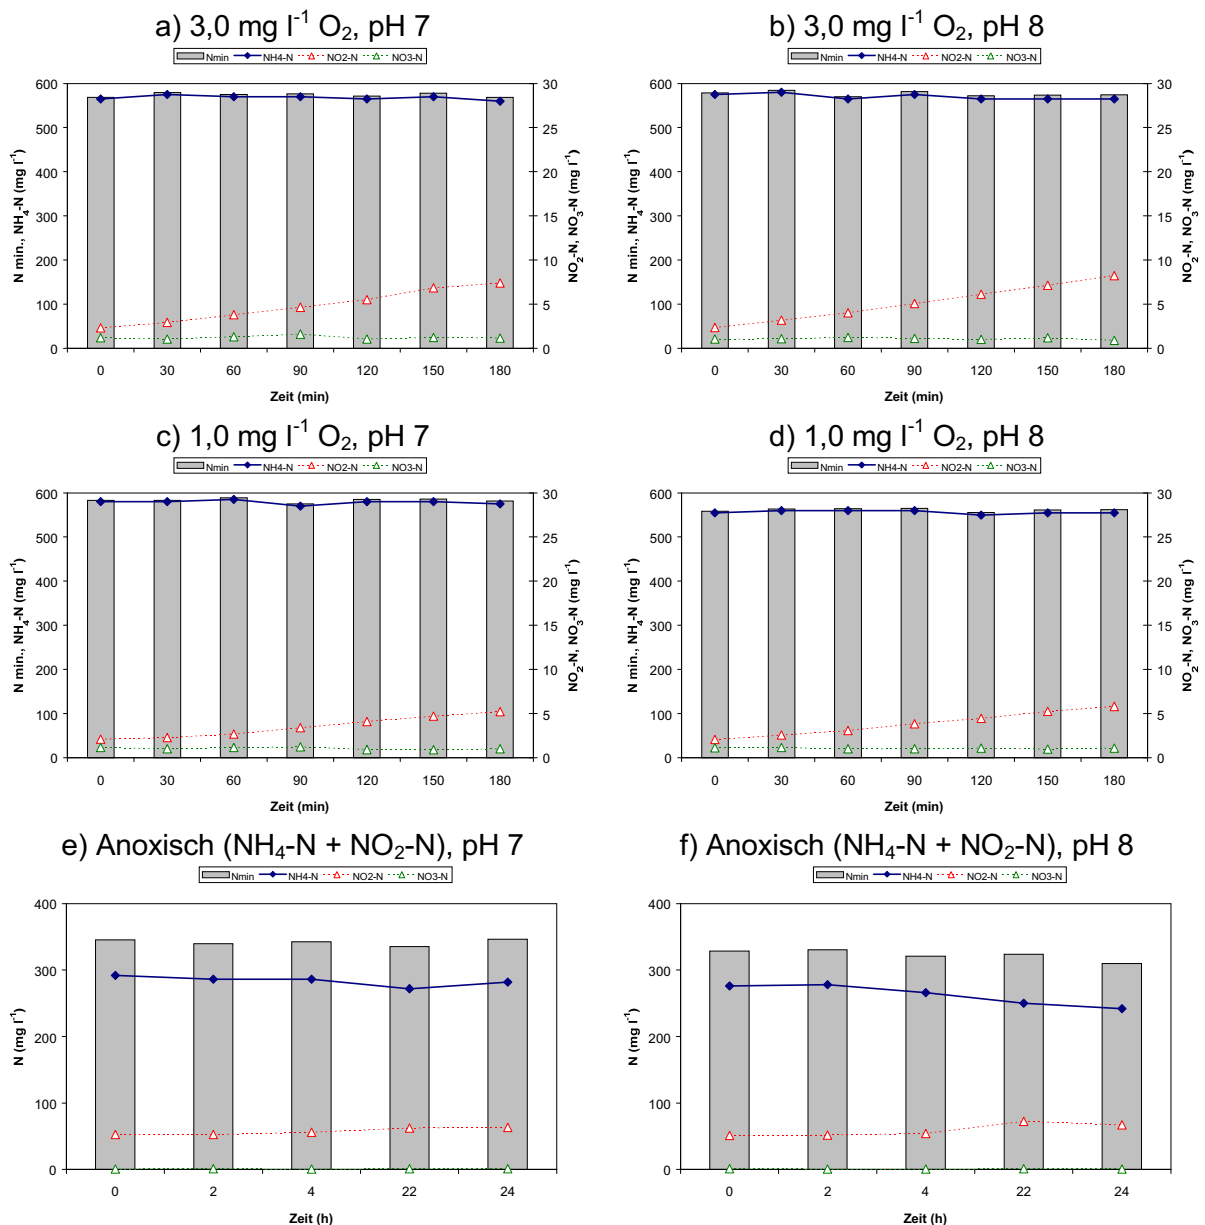 a) 3,0 mg l⁻¹ O₂, pH 7
Nmin NH4-N NO2-N NO3-N
N min., NH₄-N (mg l⁻¹)
600
500
400
300
200
100
0
30
25
20
15
10
5
0
NO₂-N, NO₃-N (mg l⁻¹)
0 30 60 90 120 150 180
Zeit (min)
b) 3,0 mg l⁻¹ O₂, pH 8
Nmin NH4-N NO2-N NO3-N
N min., NH₄-N (mg l⁻¹)
600
500
400
300
200
100
0
30
25
20
15
10
5
0
NO₂-N, NO₃-N (mg l⁻¹)
0 30 60 90 120 150 180
Zeit (min)
c) 1,0 mg l⁻¹ O₂, pH 7
Nmin NH4-N NO2-N NO3-N
N min., NH₄-N (mg l⁻¹)
600
500
400
300
200
100
0
30
25
20
15
10
5
0
NO₂-N, NO₃-N (mg l⁻¹)
0 30 60 90 120 150 180
Zeit (min)
d) 1,0 mg l⁻¹ O₂, pH 8
Nmin NH4-N NO2-N NO3-N
N min., NH₄-N (mg l⁻¹)
600
500
400
300
200
100
0
30
25
20
15
10
5
0
NO₂-N, NO₃-N (mg l⁻¹)
0 30 60 90 120 150 180
Zeit (min)
e) Anoxisch (NH₄-N + NO₂-N), pH 7
Nmin NH4-N NO2-N NO3-N
N (mg l⁻¹)
400
300
200
100
0
0 2 4 22 24
Zeit (h)
f) Anoxisch (NH₄-N + NO₂-N), pH 8
Nmin NH4-N NO2-N NO3-N
N (mg l⁻¹)
400
300
200
100
0
0 2 4 22 24
Zeit (h)